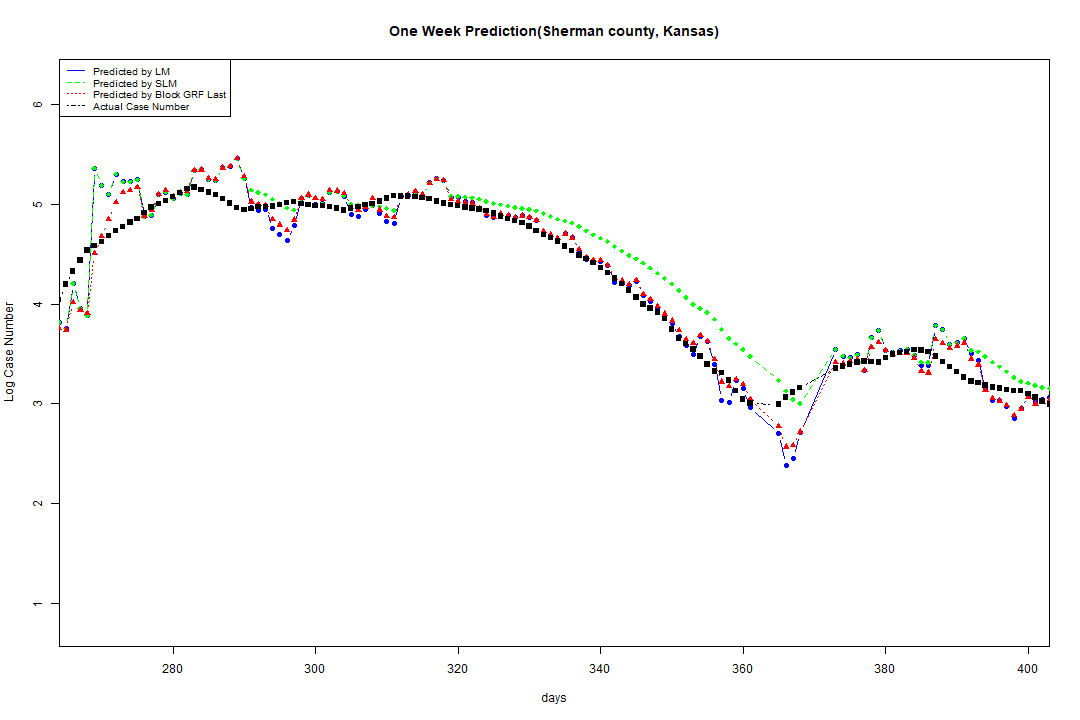 One Week Prediction(Sherman county, Kansas)
Predicted by LM
Predicted by SLM
Predicted by Block GRF Last
Actual Case Number
6
5
4
3
2
1
Log Case Number
280 300 320 340 360 380 400
days